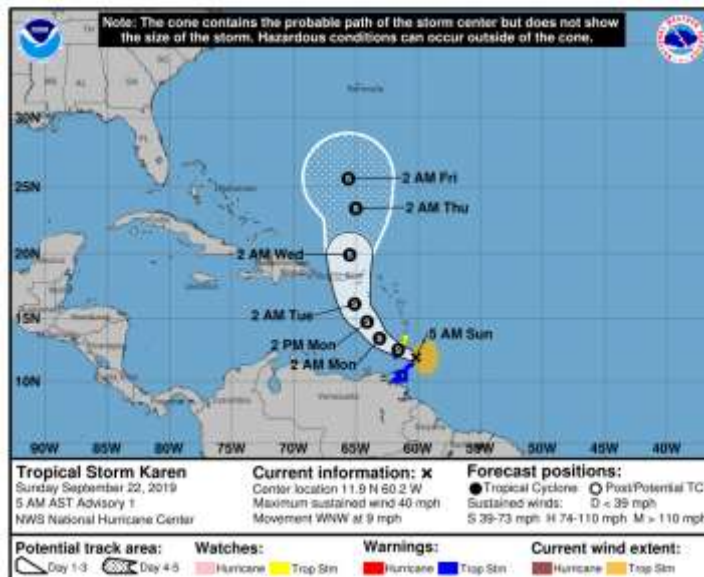 Note: The cone contains the probable path of the storm center but does not show
the size of the storm. Hazardous conditions can occur outside of the cone.
Bermuda
30N
2 AM Fri
25N
2 AM Thu
2 AM Wed
20N
2 AM Tue
15N
5 AM Sun
2 PM Mon
2 AM Mon
10N
Venezuela
90W 85W 80W 75W 70W 65W 60W 55W 50W 45W 40W
Tropical Storm Karen
Sunday September 22, 2019
5 AM AST Advisory 1
NWS National Hurricane Center
Current information: x
Center location 11.9 N 60.2 W
Maximum sustained wind 40 mph
Movement WNW at 9 mph
Forecast positions:
Tropical Cyclone Post/Potential TC
Sustained winds: D < 39 mph
S 39-73 mph H 74-110 mph M > 110 mph
Potential track area:
Day 1-3 Day 4-5
Watches:
Hurricane Trop Stm
Warnings:
Hurricane Trop Stm
Current wind extent:
Hurricane Trop Stm